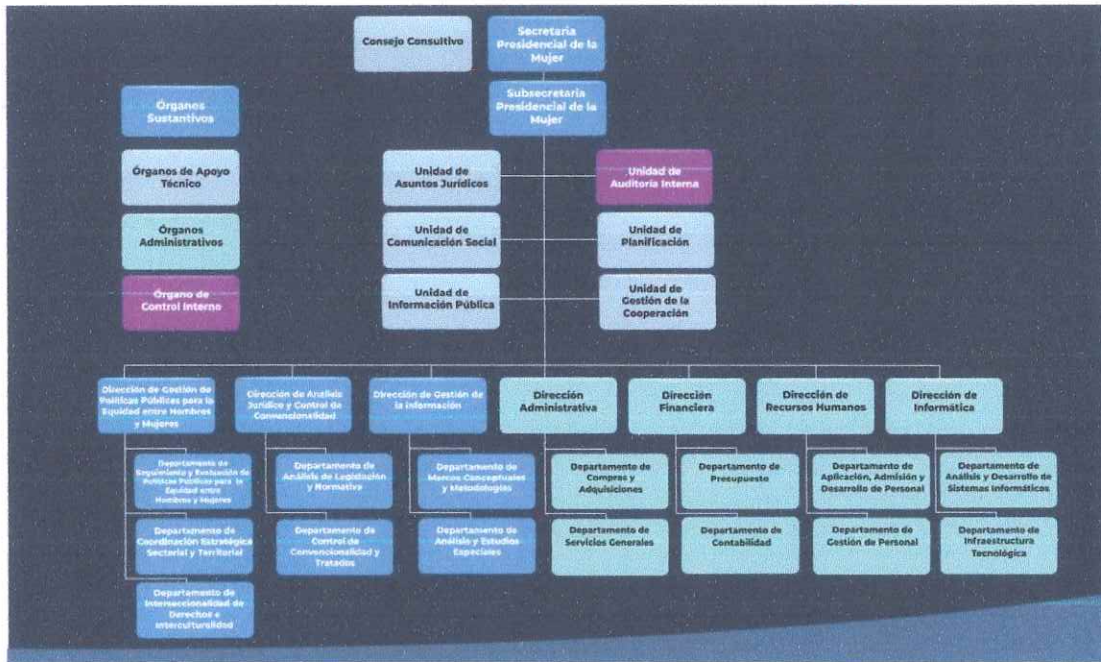 Consejo Consultivo
Secretaria
Presidencial de la
Mujer
Subsecretaria
Presidencial de la
Mujer
Órganos
Sustantivos
Órganos de Apoyo
Técnico
Órganos
Administrativos
Órgano de
Control Interno
Unidad de
Asuntos Jurídicos
Unidad de
Auditoría Interna
Unidad de
Comunicación Social
Unidad de
Planificación
Unidad de
Información Pública
Unidad de
Gestión de la
Cooperación
Dirección de Gestión de
Políticas Públicas para la
Equidad entre Hombres
y Mujeres
Dirección de Análisis
Jurídico y Control de
Convencionalidad
Dirección de Gestión de
la Información
Dirección
Administrativa
Dirección
Financiera
Dirección de
Recursos Humanos
Dirección de
Informática
Departamento de
Seguimiento y Evaluación de
Políticas Públicas para la
Equidad entre
Hombres y Mujeres
Departamento de
Análisis de Legislación
y Normativa
Departamento de
Marcos Conceptuales
y Metodologías
Departamento de
Compras y
Adquisiciones
Departamento de
Presupuesto
Departamento de
Aplicación, Admisión y
Desarrollo de Personal
Departamento de
Análisis y Desarrollo de
Sistemas Informáticos
Departamento de
Coordinación Estratégica
Sectorial y Territorial
Departamento de
Control de
Convencionalidad y
Tratados
Departamento de
Análisis y Estudios
Especiales
Departamento de
Servicios Generales
Departamento de
Contabilidad
Departamento de
Gestión de Personal
Departamento de
Infraestructura
Tecnológica
Departamento de
Interseccionalidad de
Derechos e
Interculturalidad